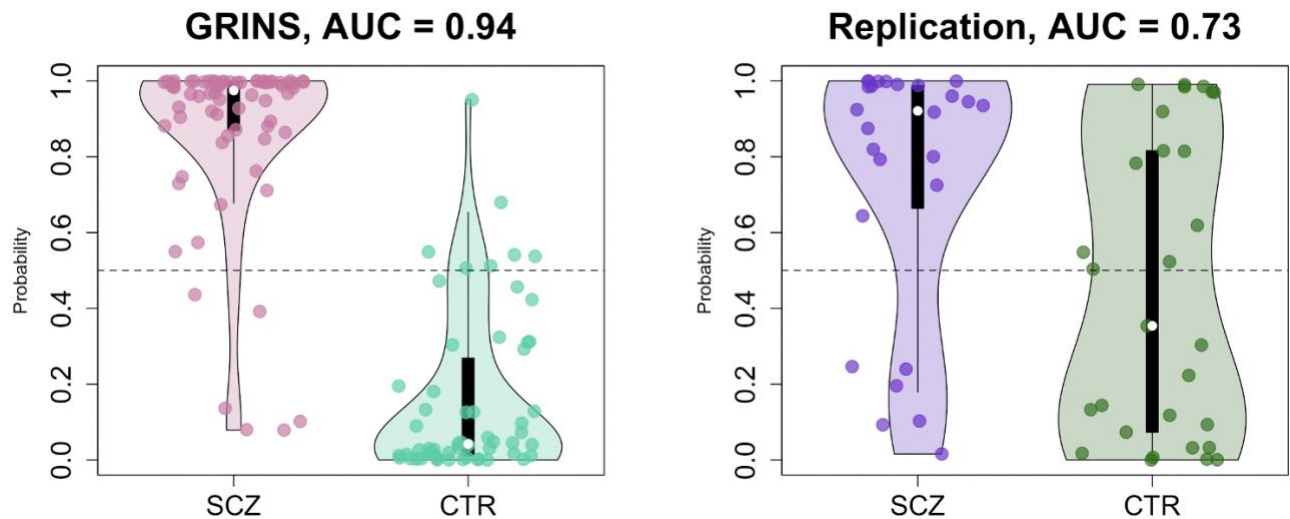 GRINS, AUC = 0.94
Probability
1.0
0.8
0.6
0.4
0.2
0.0
SCZ CTR
Replication, AUC = 0.73
Probability
1.0
0.8
0.6
0.4
0.2
0.0
SCZ CTR